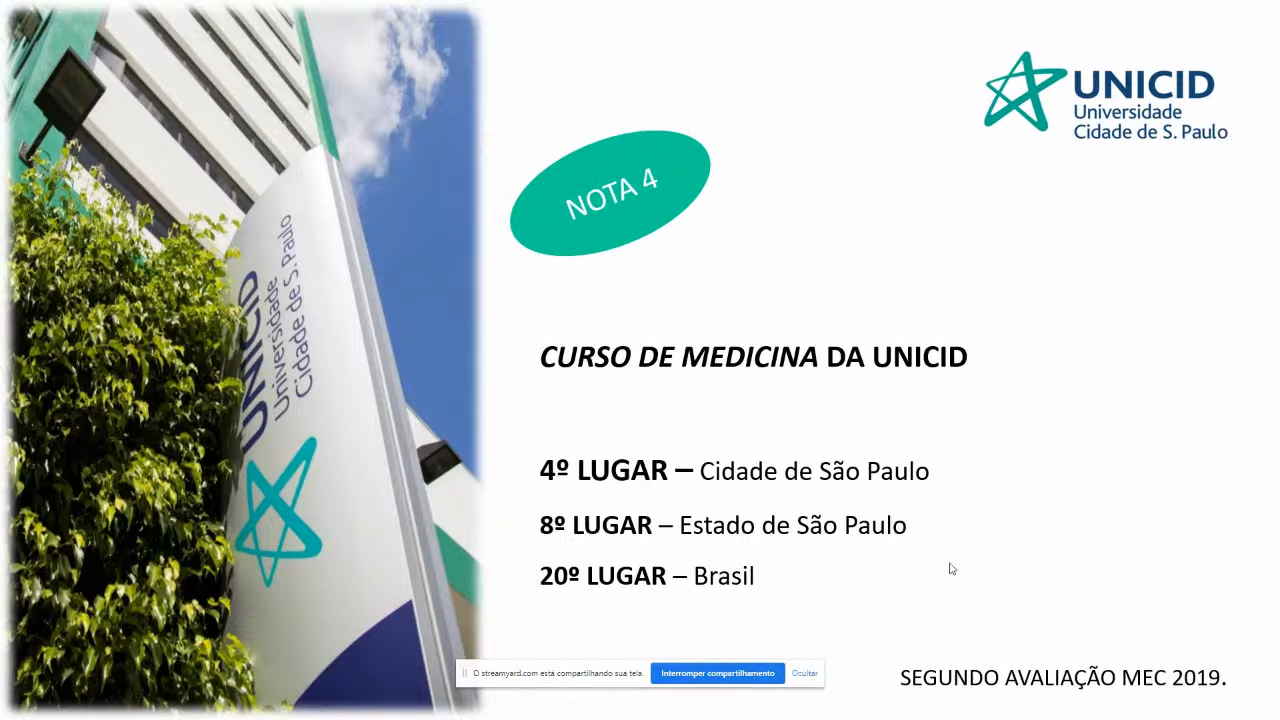 UNICID
Universidade
Cidade de S. Paulo
UNICID
Universidade
Cidade de S. Paulo
NOTA 4
CURSO DE MEDICINA DA UNICID
4º LUGAR – Cidade de São Paulo
8º LUGAR – Estado de São Paulo
20º LUGAR – Brasil
O streamyard.com está compartilhando sua tela. Interromper compartilhamento Ocultar
SEGUNDO AVALIAÇÃO MEC 2019.